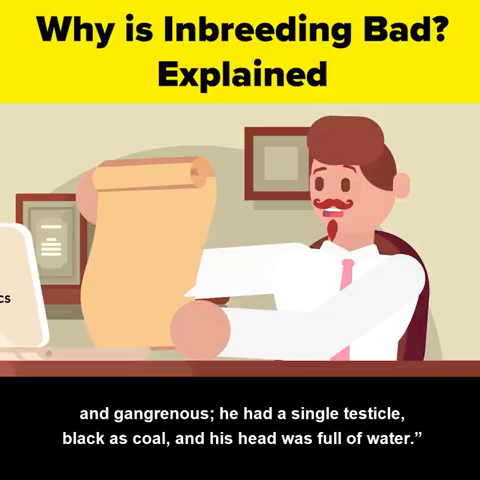 Why is Inbreeding Bad?
Explained
cs
and gangrenous; he had a single testicle,
black as coal, and his head was full of water.”